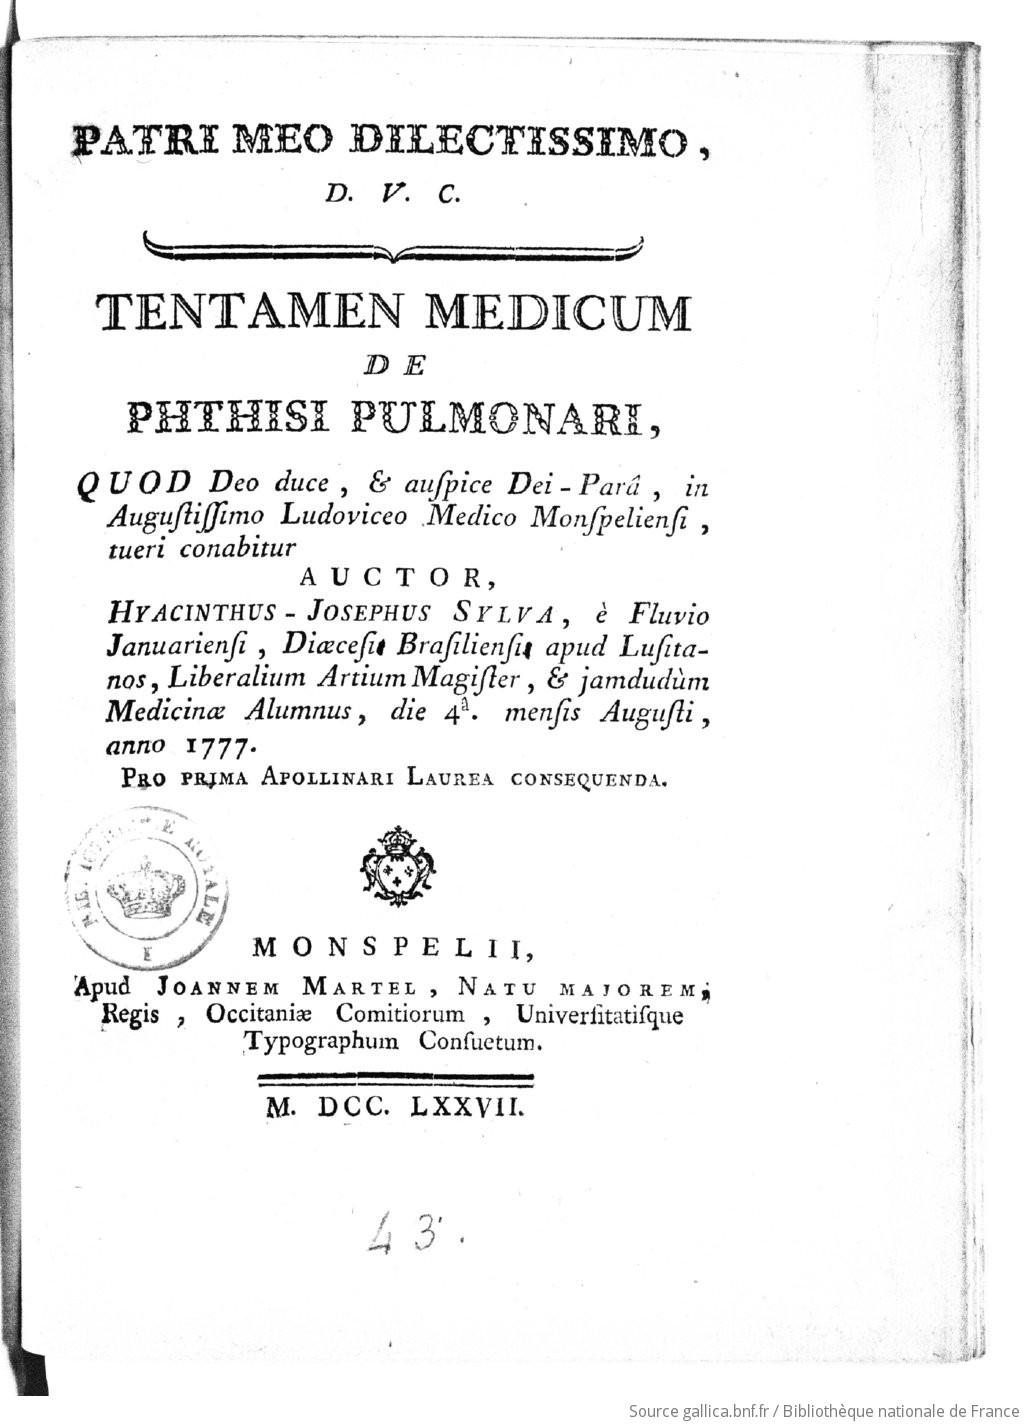 PATRI MEO DILECTISSIMO,
D. V. C.
TENTAMEN MEDICUM
DE
PHTHISI PULMONARI,
QUOD Deo duce, & auſpice Dei-Parâ, in
Auguſtiſſimo Ludoviceo Medico Monſpelienſi,
tueri conabitur
AUCTOR,
HYACINTHUS-JOSEPHUS SYLVA, è Fluvio
Januarienſi, Diœceſi Braſilienſi apud Luſita-
nos, Liberalium Artium Magiſter, & jamdudùm
Medicinæ Alumnus, die 4â. menſis Auguſti,
anno 1777.
PRO PRIMA APOLLINARI LAUREA CONSEQUENDA.
ROYALE
I
MONSPELII,
Apud JOANNEM MARTEL, NATU MAJOREM,
Regis, Occitaniæ Comitiorum, Univerſitatiſque
Typographum Conſuetum.
M. DCC. LXXVII.
43.
Source gallica.bnf.fr / Bibliothèque nationale de France